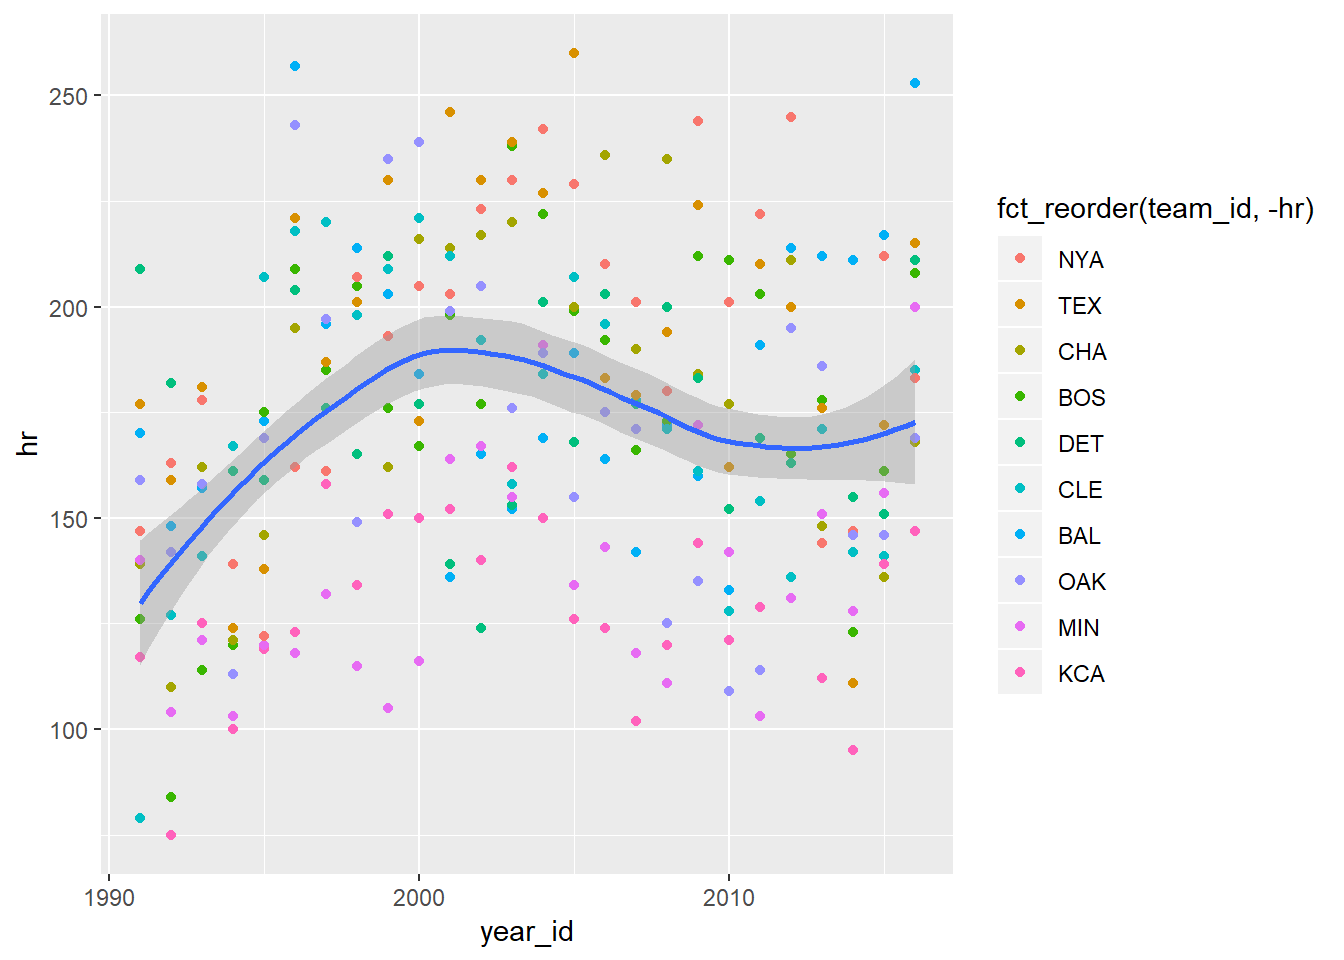 hr
250
200
150
100
1990
2000
2010
year_id
fct_reorder(team_id, -hr)
NYA
TEX
CHA
BOS
DET
CLE
BAL
OAK
MIN
KCA